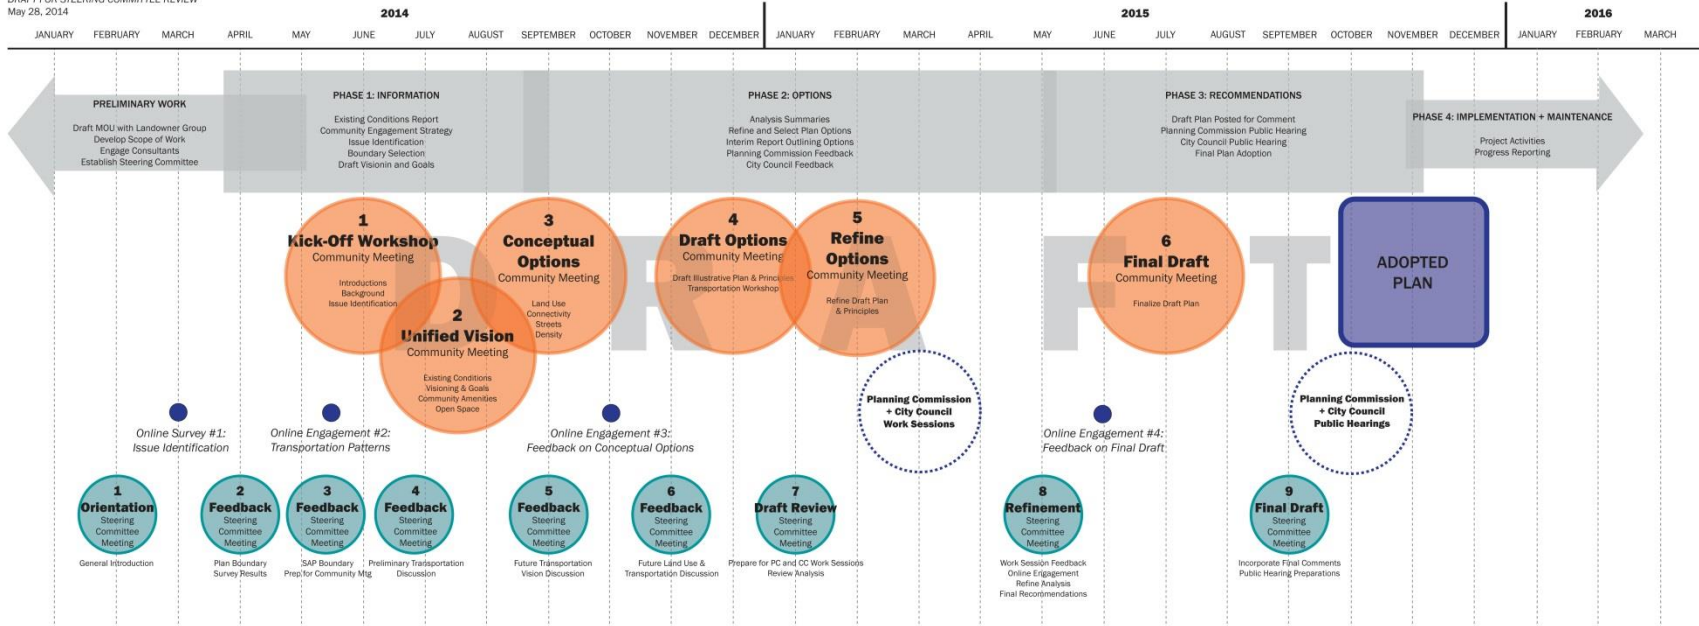 DRAFT FOR STEERING COMMITTEE REVIEW
May 28, 2014
2014
2015
2016
JANUARY FEBRUARY MARCH APRIL MAY JUNE JULY AUGUST SEPTEMBER OCTOBER NOVEMBER DECEMBER JANUARY FEBRUARY MARCH APRIL MAY JUNE JULY AUGUST SEPTEMBER OCTOBER NOVEMBER DECEMBER JANUARY FEBRUARY MARCH
PRELIMINARY WORK
Draft MOU with Landowner Group
Develop Scope of Work
Engage Consultants
Establish Steering Committee
PHASE 1: INFORMATION
Existing Conditions Report
Community Engagement Strategy
Issue Identification
Boundary Selection
Draft Visionin and Goals
PHASE 2: OPTIONS
Analysis Summaries
Refine and Select Plan Options
Interim Report Outlining Options
Planning Commission Feedback
City Council Feedback
PHASE 3: RECOMMENDATIONS
Draft Plan Posted for Comment
Planning Commission Public Hearing
City Council Public Hearing
Final Plan Adoption
PHASE 4: IMPLEMENTATION + MAINTENANCE
Project Activities
Progress Reporting
DRAFT
1
Kick-Off Workshop
Community Meeting
Introductions
Background
Issue Identification
2
Unified Vision
Community Meeting
Existing Conditions
Visioning & Goals
Community Amenities
Open Space
3
Conceptual
Options
Community Meeting
Land Use
Connectivity
Streets
Density
4
Draft Options
Community Meeting
Draft Illustrative Plan & Principles
Transportation Workshop
5
Refine
Options
Community Meeting
Refine Draft Plan
& Principles
6
Final Draft
Community Meeting
Finalize Draft Plan
ADOPTED
PLAN
Planning Commission
+ City Council
Work Sessions
Planning Commission
+ City Council
Public Hearings
Online Survey #1:
Issue Identification
Online Engagement #2:
Transportation Patterns
Online Engagement #3:
Feedback on Conceptual Options
Online Engagement #4:
Feedback on Final Draft
1
Orientation
Steering
Committee
Meeting
General Introduction
2
Feedback
Steering
Committee
Meeting
Plan Boundary
Survey Results
3
Feedback
Steering
Committee
Meeting
SAP Boundary
Prep for Community Mtg
4
Feedback
Steering
Committee
Meeting
Preliminary Transportation
Discussion
5
Feedback
Steering
Committee
Meeting
Future Transportation
Vision Discussion
6
Feedback
Steering
Committee
Meeting
Future Land Use &
Transportation Discussion
7
Draft Review
Steering
Committee
Meeting
Prepare for PC and CC Work Sessions
Review Analysis
8
Refinement
Steering
Committee
Meeting
Work Session Feedback
Online Engagement
Refine Analysis
Final Recommendations
9
Final Draft
Steering
Committee
Meeting
Incorporate Final Comments
Public Hearing Preparations